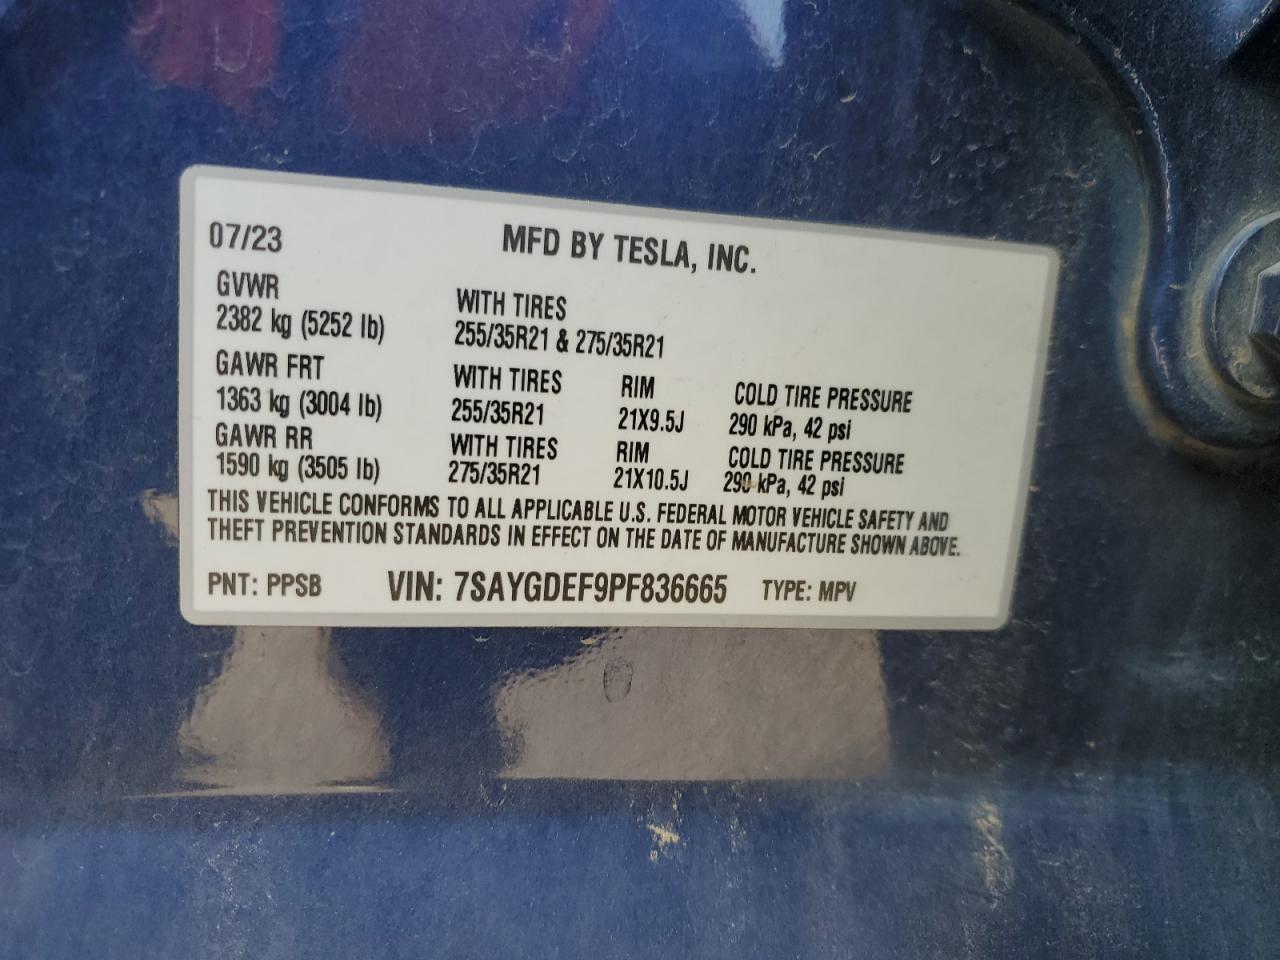 07/23 MFD BY TESLA, INC.
GVWR WITH TIRES
2382 kg (5252 lb) 255/35R21 & 275/35R21
GAWR FRT WITH TIRES RIM COLD TIRE PRESSURE
1363 kg (3004 lb) 255/35R21 21X9.5J 290 kPa, 42 psi
GAWR RR WITH TIRES RIM COLD TIRE PRESSURE
1590 kg (3505 lb) 275/35R21 21X10.5J 290 kPa, 42 psi
THIS VEHICLE CONFORMS TO ALL APPLICABLE U.S. FEDERAL MOTOR VEHICLE SAFETY AND
THEFT PREVENTION STANDARDS IN EFFECT ON THE DATE OF MANUFACTURE SHOWN ABOVE.
PNT: PPSB VIN: 7SAYGDEF9PF836665 TYPE: MPV